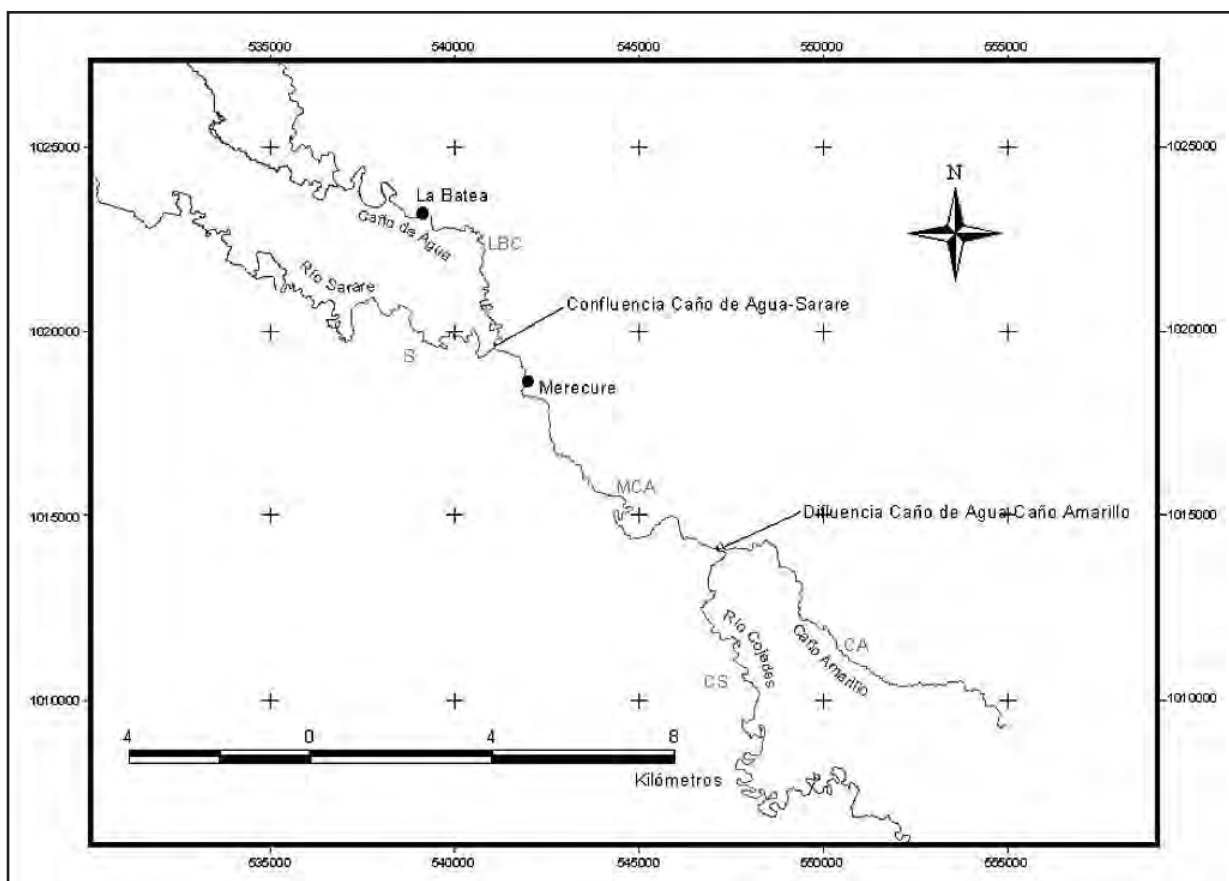 535000 540000 545000 550000 555000
1025000 1025000
N
La Batea
Caño de Agua
LBC
Río Sarare
Confluencia Caño de Agua-Sarare
1020000 1020000
S
Merecure
MCA
1015000 1015000
Difluencia Caño de Agua-Caño Amarillo
Río Cojedes
Caño Amarillo
CA
CS
1010000 1010000
4 0 4 8
Kilómetros
535000 540000 545000 550000 555000